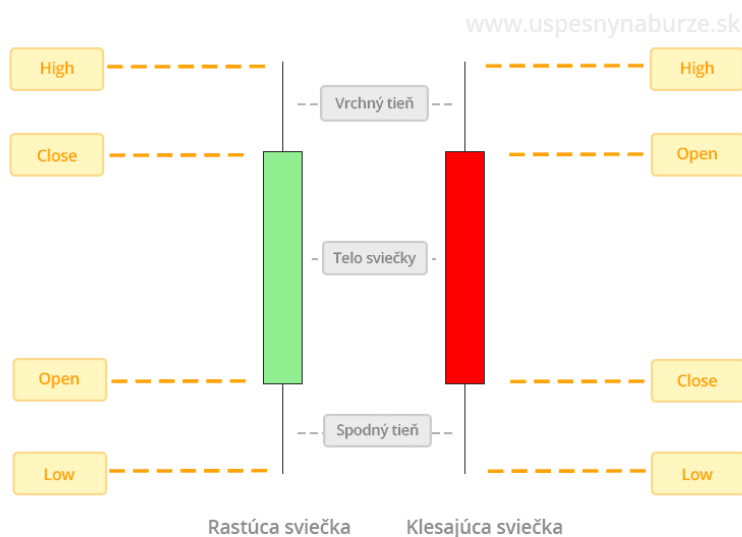 www.uspesnynaburze.sk
High
High
Vrchný tieň
Close
Open
Telo sviečky
Open
Close
Spodný tieň
Low
Low
Rastúca sviečka
Klesajúca sviečka